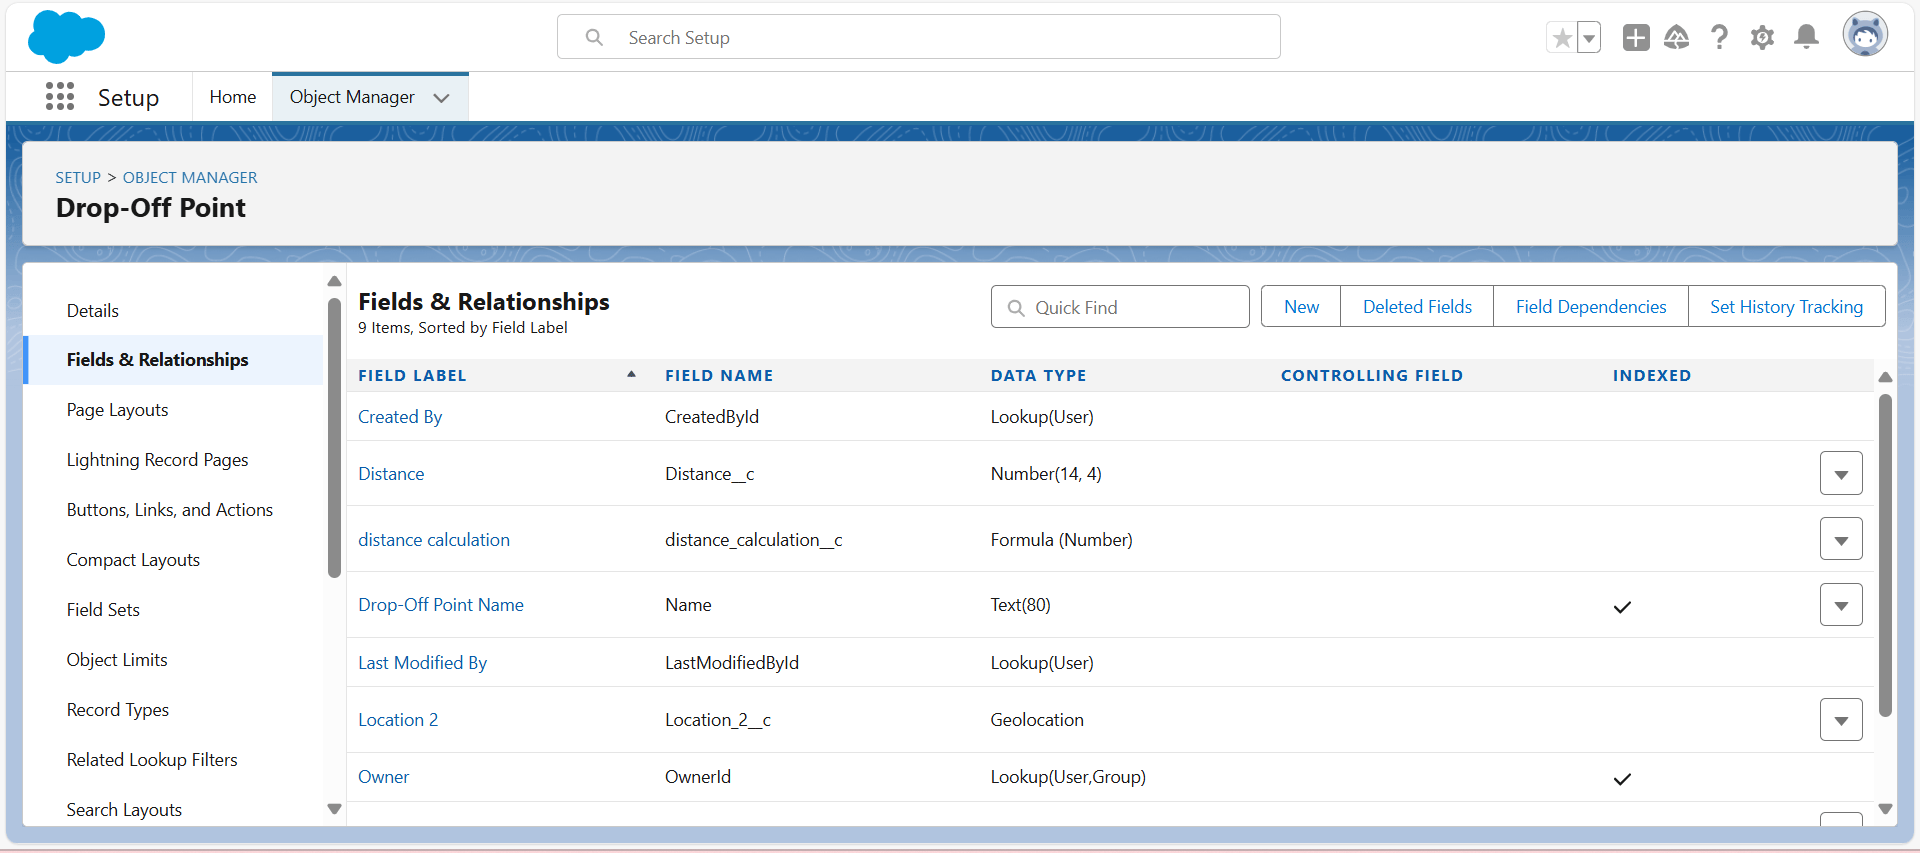 Search Setup
Setup
Home
Object Manager
SETUP > OBJECT MANAGER
Drop-Off Point
Details
Fields & Relationships
Page Layouts
Lightning Record Pages
Buttons, Links, and Actions
Compact Layouts
Field Sets
Object Limits
Record Types
Related Lookup Filters
Search Layouts
Fields & Relationships
9 Items, Sorted by Field Label
Quick Find
New
Deleted Fields
Field Dependencies
Set History Tracking
FIELD LABEL FIELD NAME DATA TYPE CONTROLLING FIELD INDEXED
Created By CreatedById Lookup(User)
Distance Distance__c Number(14, 4)
distance calculation distance_calculation__c Formula (Number)
Drop-Off Point Name Name Text(80)
Last Modified By LastModifiedById Lookup(User)
Location 2 Location_2__c Geolocation
Owner OwnerId Lookup(User,Group)